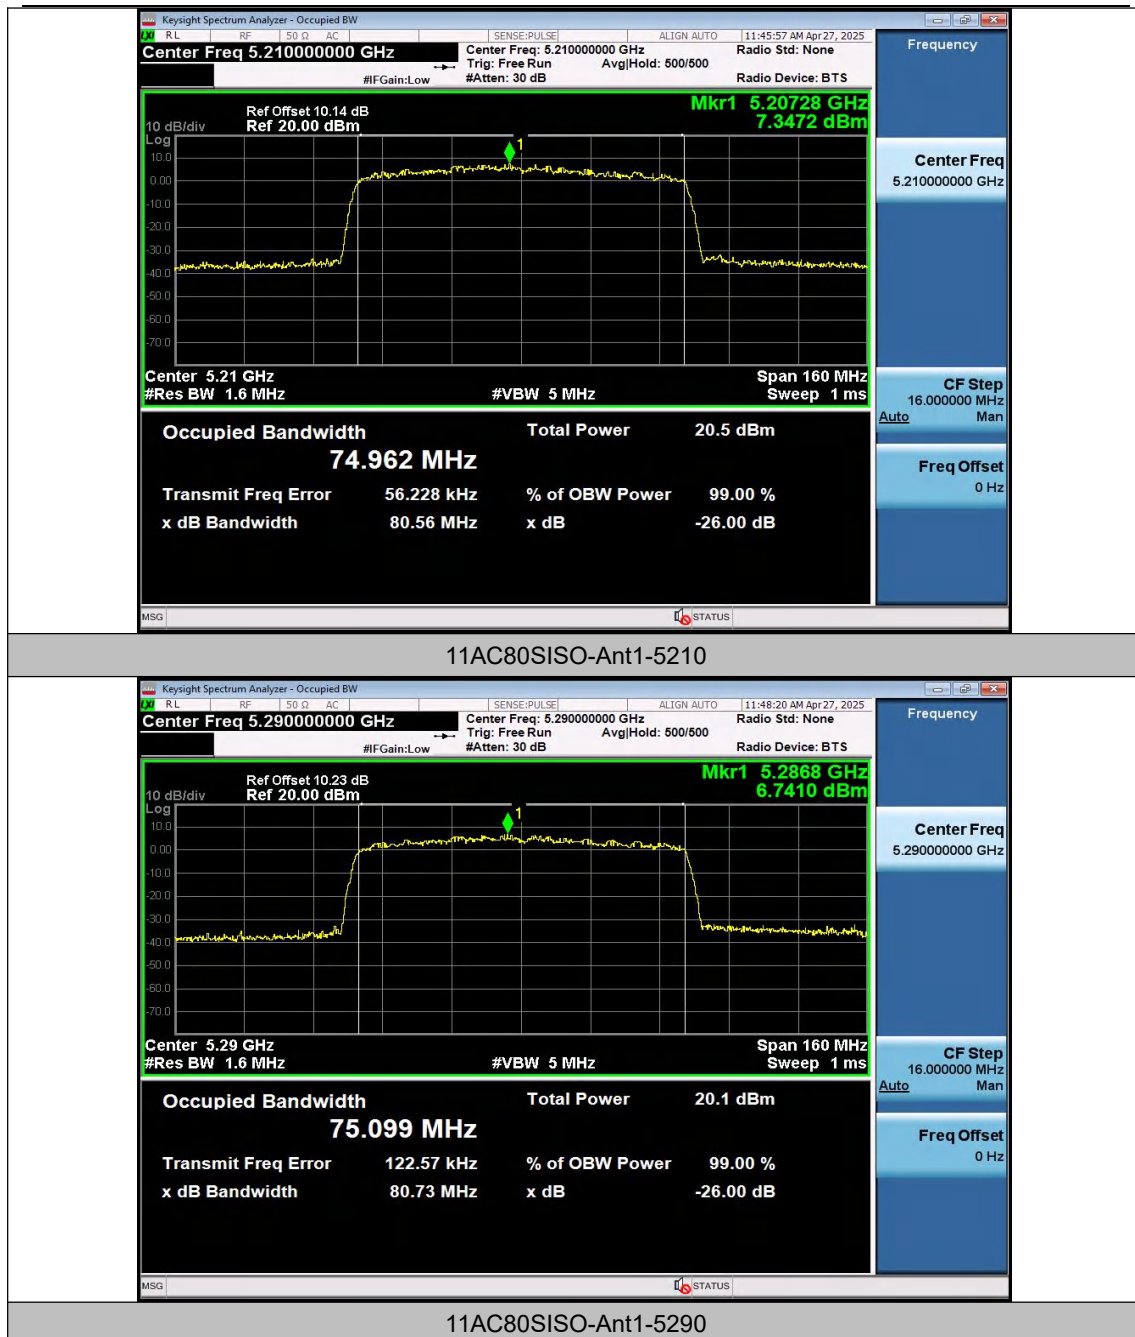 Keysight Spectrum Analyzer - Occupied BW
LXI RL RF 50 Ω AC SENSE:PULSE ALIGN AUTO 11:45:57 AM Apr 27, 2025
Center Freq 5.210000000 GHz Center Freq: 5.210000000 GHz Radio Std: None
Trig: Free Run Avg|Hold: 500/500
#IFGain:Low #Atten: 30 dB Radio Device: BTS
Frequency
Mkr1 5.20728 GHz
7.3472 dBm
Ref Offset 10.14 dB
10 dB/div Ref 20.00 dBm
Log
1
10.0
0.00
-10.0
-20.0
-30.0
-40.0
-50.0
-60.0
-70.0
Center 5.21 GHz Span 160 MHz
#Res BW 1.6 MHz #VBW 5 MHz Sweep 1 ms
Center Freq
5.210000000 GHz
CF Step
16.000000 MHz
Auto Man
Freq Offset
0 Hz
Occupied Bandwidth Total Power 20.5 dBm
74.962 MHz
Transmit Freq Error 56.228 kHz % of OBW Power 99.00 %
x dB Bandwidth 80.56 MHz x dB -26.00 dB
MSG STATUS
11AC80SISO-Ant1-5210
Keysight Spectrum Analyzer - Occupied BW
LXI RL RF 50 Ω AC SENSE:PULSE ALIGN AUTO 11:48:20 AM Apr 27, 2025
Center Freq 5.290000000 GHz Center Freq: 5.290000000 GHz Radio Std: None
Trig: Free Run Avg|Hold: 500/500
#IFGain:Low #Atten: 30 dB Radio Device: BTS
Frequency
Mkr1 5.2868 GHz
6.7410 dBm
Ref Offset 10.23 dB
10 dB/div Ref 20.00 dBm
Log
1
10.0
0.00
-10.0
-20.0
-30.0
-40.0
-50.0
-60.0
-70.0
Center 5.29 GHz Span 160 MHz
#Res BW 1.6 MHz #VBW 5 MHz Sweep 1 ms
Center Freq
5.290000000 GHz
CF Step
16.000000 MHz
Auto Man
Freq Offset
0 Hz
Occupied Bandwidth Total Power 20.1 dBm
75.099 MHz
Transmit Freq Error 122.57 kHz % of OBW Power 99.00 %
x dB Bandwidth 80.73 MHz x dB -26.00 dB
MSG STATUS
11AC80SISO-Ant1-5290